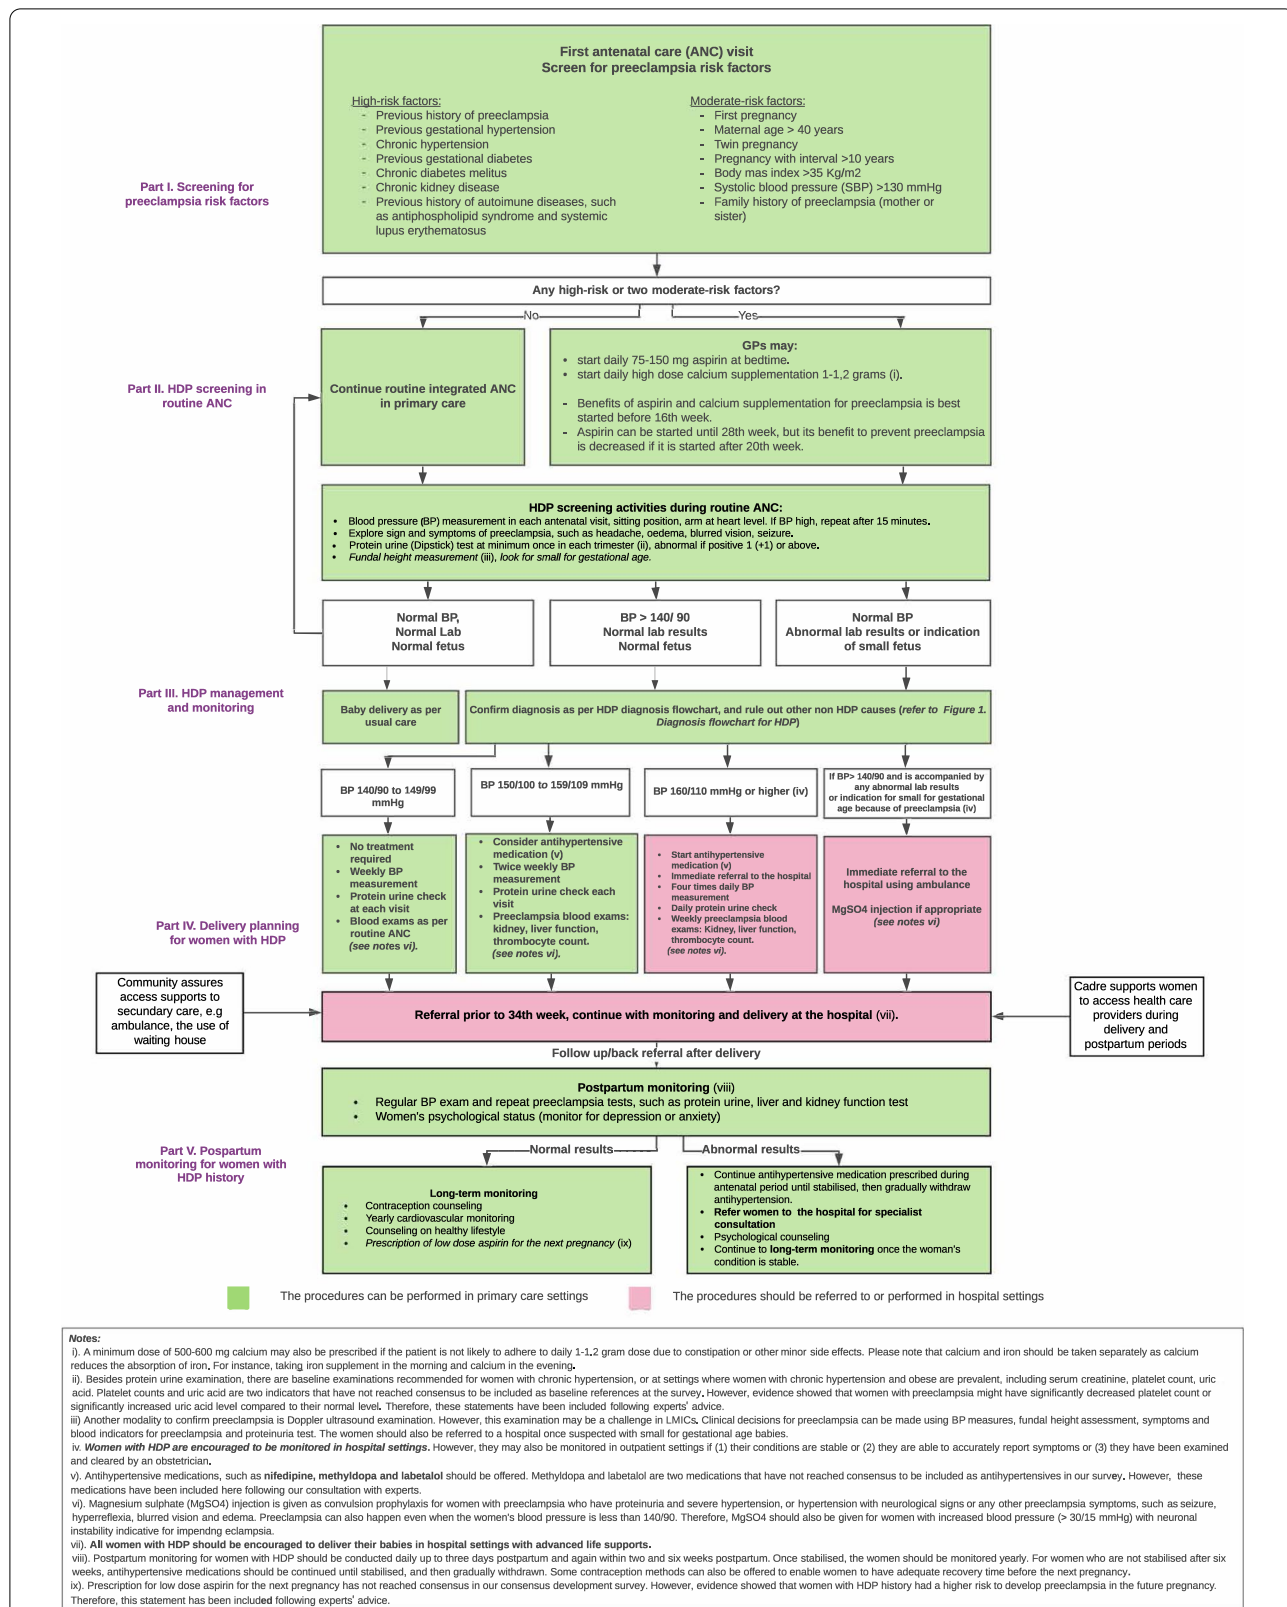 First antenatal care (ANC) visit
Screen for preeclampsia risk factors
High-risk factors:
- Previous history of preeclampsia
- Previous gestational hypertension
- Chronic hypertension
- Previous gestational diabetes
- Chronic diabetes melitus
- Chronic kidney disease
- Previous history of autoimune diseases, such
as antiphospholipid syndrome and systemic
lupus erythematosus
Moderate-risk factors:
- First pregnancy
- Maternal age > 40 years
- Twin pregnancy
- Pregnancy with interval >10 years
- Body mas index >35 Kg/m2
- Systolic blood pressure (SBP) >130 mmHg
- Family history of preeclampsia (mother or
sister)
Part I. Screening for
preeclampsia risk factors
Any high-risk or two moderate-risk factors?
No
Yes
Part II. HDP screening in
routine ANC
Continue routine integrated ANC
in primary care
GPs may:
• start daily 75-150 mg aspirin at bedtime.
• start daily high dose calcium supplementation 1-1,2 grams (i).
- Benefits of aspirin and calcium supplementation for preeclampsia is best
started before 16th week.
- Aspirin can be started until 28th week, but its benefit to prevent preeclampsia
is decreased if it is started after 20th week.
HDP screening activities during routine ANC:
• Blood pressure (BP) measurement in each antenatal visit, sitting position, arm at heart level. If BP high, repeat after 15 minutes.
• Explore sign and symptoms of preeclampsia, such as headache, oedema, blurred vision, seizure.
• Protein urine (Dipstick) test at minimum once in each trimester (ii), abnormal if positive 1 (+1) or above.
• Fundal height measurement (iii), look for small for gestational age.
Normal BP,
Normal Lab
Normal fetus
BP > 140/ 90
Normal lab results
Normal fetus
Normal BP
Abnormal lab results or indication
of small fetus
Part III. HDP management
and monitoring
Baby delivery as per
usual care
Confirm diagnosis as per HDP diagnosis flowchart, and rule out other non HDP causes (refer to Figure 1.
Diagnosis flowchart for HDP)
BP 140/90 to 149/99
mmHg
BP 150/100 to 159/109 mmHg
BP 160/110 mmHg or higher (iv)
If BP> 140/90 and is accompanied by
any abnormal lab results
or indication for small for gestational
age because of preeclampsia (iv)
Part IV. Delivery planning
for women with HDP
• No treatment
required
• Weekly BP
measurement
• Protein urine check
at each visit
• Blood exams as per
routine ANC
(see notes vi).
• Consider antihypertensive
medication (v)
• Twice weekly BP
measurement
• Protein urine check each
visit
• Preeclampsia blood exams:
kidney, liver function,
thrombocyte count.
(see notes vi).
• Start antihypertensive
medication (v)
• Immediate referral to the hospital
• Four times daily BP
measurement
• Daily protein urine check
• Weekly preeclampsia blood
exams: Kidney, liver function,
thrombocyte count.
(see notes vi).
Immediate referral to the
hospital using ambulance
MgSO4 injection if appropriate
(see notes vi)
Community assures
access supports to
secundary care, e.g
ambulance, the use of
waiting house
Referral prior to 34th week, continue with monitoring and delivery at the hospital (vii).
Cadre supports women
to access health care
providers during
delivery and
postpartum periods
Follow up/back referral after delivery
Postpartum monitoring (viii)
• Regular BP exam and repeat preeclampsia tests, such as protein urine, liver and kidney function test
• Women's psychological status (monitor for depression or anxiety)
Normal results
Abnormal results
Part V. Pospartum
monitoring for women with
HDP history
Long-term monitoring
• Contraception counseling
• Yearly cardiovascular monitoring
• Counseling on healthy lifestyle
• Prescription of low dose aspirin for the next pregnancy (ix)
• Continue antihypertensive medication prescribed during
antenatal period until stabilised, then gradually withdraw
antihypertension.
• Refer women to the hospital for specialist
consultation
• Psychological counseling
• Continue to long-term monitoring once the woman's
condition is stable.
The procedures can be performed in primary care settings
The procedures should be referred to or performed in hospital settings
Notes:
i). A minimum dose of 500-600 mg calcium may also be prescribed if the patient is not likely to adhere to daily 1-1.2 gram dose due to constipation or other minor side effects. Please note that calcium and iron should be taken separately as calcium
reduces the absorption of iron. For instance, taking iron supplement in the morning and calcium in the evening.
ii). Besides protein urine examination, there are baseline examinations recommended for women with chronic hypertension, or at settings where women with chronic hypertension and obese are prevalent, including serum creatinine, platelet count, uric
acid. Platelet counts and uric acid are two indicators that have not reached consensus to be included as baseline references at the survey. However, evidence showed that women with preeclampsia might have significantly decreased platelet count or
significantly increased uric acid level compared to their normal level. Therefore, these statements have been included following experts' advice.
iii) Another modality to confirm preeclampsia is Doppler ultrasound examination. However, this examination may be a challenge in LMICs. Clinical decisions for preeclampsia can be made using BP measures, fundal height assessment, symptoms and
blood indicators for preeclampsia and proteinuria test. The women should also be referred to a hospital once suspected with small for gestational age babies.
iv. Women with HDP are encouraged to be monitored in hospital settings. However, they may also be monitored in outpatient settings if (1) their conditions are stable or (2) they are able to accurately report symptoms or (3) they have been examined
and cleared by an obstetrician.
v). Antihypertensive medications, such as nifedipine, methyldopa and labetalol should be offered. Methyldopa and labetalol are two medications that have not reached consensus to be included as antihypertensives in our survey. However, these
medications have been included here following our consultation with experts.
vi). Magnesium sulphate (MgSO4) injection is given as convulsion prophylaxis for women with preeclampsia who have proteinuria and severe hypertension, or hypertension with neurological signs or any other preeclampsia symptoms, such as seizure,
hyperreflexia, blurred vision and edema. Preeclampsia can also happen even when the women's blood pressure is less than 140/90. Therefore, MgSO4 should also be given for women with increased blood pressure (> 30/15 mmHg) with neuronal
instability indicative for impendng eclampsia.
vii). All women with HDP should be encouraged to deliver their babies in hospital settings with advanced life supports.
viii). Postpartum monitoring for women with HDP should be conducted daily up to three days postpartum and again within two and six weeks postpartum. Once stabilised, the women should be monitored yearly. For women who are not stabilised after six
weeks, antihypertensive medications should be continued until stabilised, and then gradually withdrawn. Some contraception methods can also be offered to enable women to have adequate recovery time before the next pregnancy.
ix). Prescription for low dose aspirin for the next pregnancy has not reached consensus in our consensus development survey. However, evidence showed that women with HDP history had a higher risk to develop preeclampsia in the future pregnancy.
Therefore, this statement has been included following experts' advice.